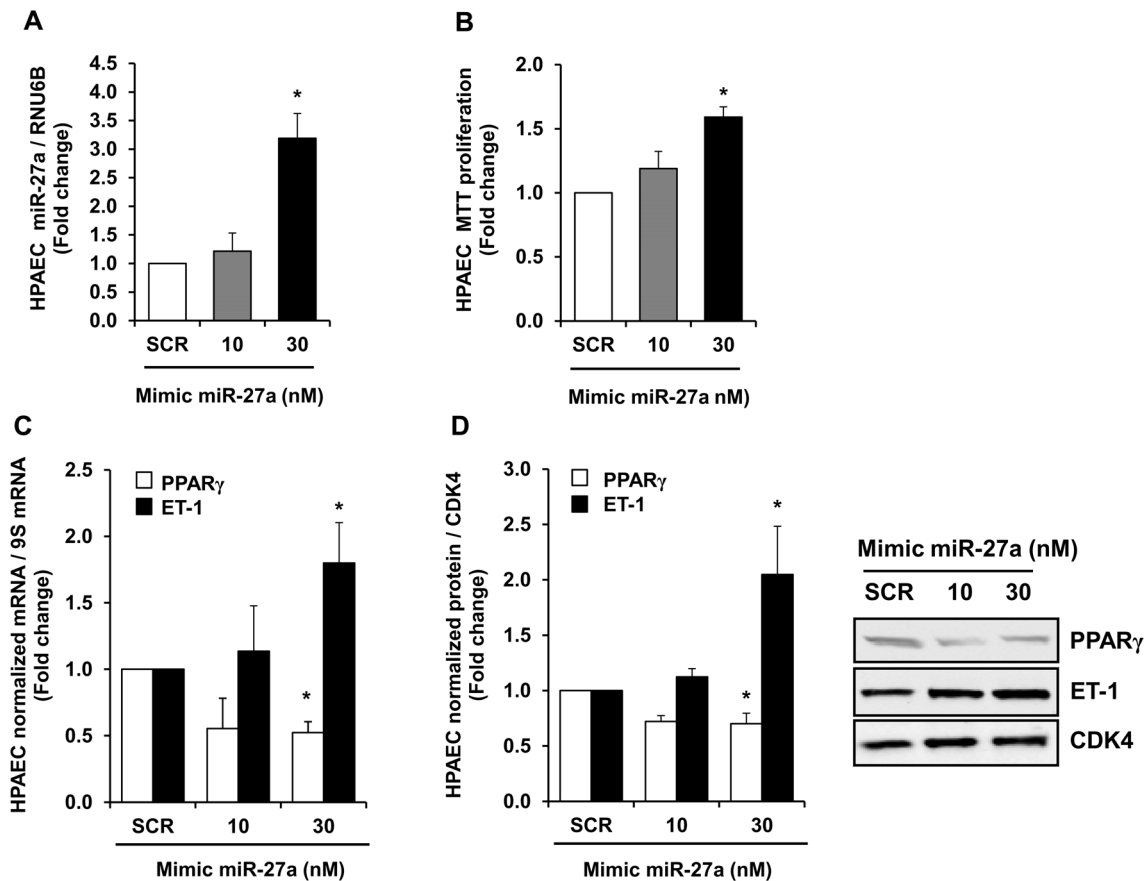 A
HPAEC miR-27a / RNU6B
(Fold change)
4.5
4.0
3.5
3.0
2.5
2.0
1.5
1.0
0.5
0.0
*
SCR 10 30
Mimic miR-27a (nM)
B
HPAEC MTT proliferation
(Fold change)
2.0
1.5
1.0
0.5
0.0
*
SCR 10 30
Mimic miR-27a nM)
C
HPAEC normalized mRNA / 9S mRNA
(Fold change)
2.5
2.0
1.5
1.0
0.5
0.0
PPARγ
ET-1
*
*
SCR 10 30
Mimic miR-27a (nM)
D
HPAEC normalized protein / CDK4
(Fold change)
3.0
2.5
2.0
1.5
1.0
0.5
0.0
PPARγ
ET-1
*
*
SCR 10 30
Mimic miR-27a (nM)
Mimic miR-27a (nM)
SCR 10 30
PPARγ
ET-1
CDK4